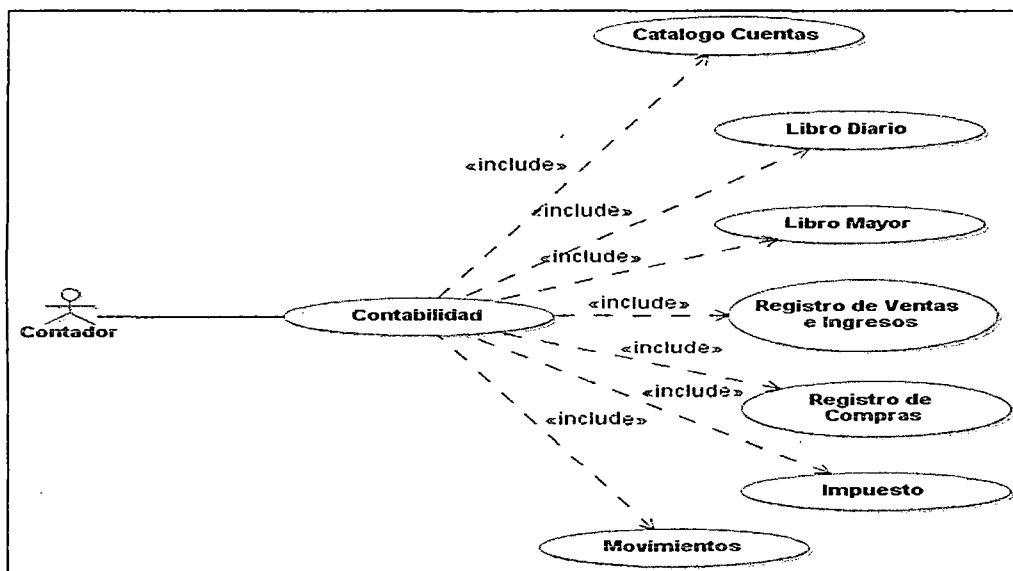 Catalogo Cuentas
Libro Diario
«include»
«include»
Libro Mayor
«include»
Contador
Contabilidad
«include»
Registro de Ventas
e Ingresos
«include»
«include»
Registro de
Compras
«include»
Impuesto
Movimientos